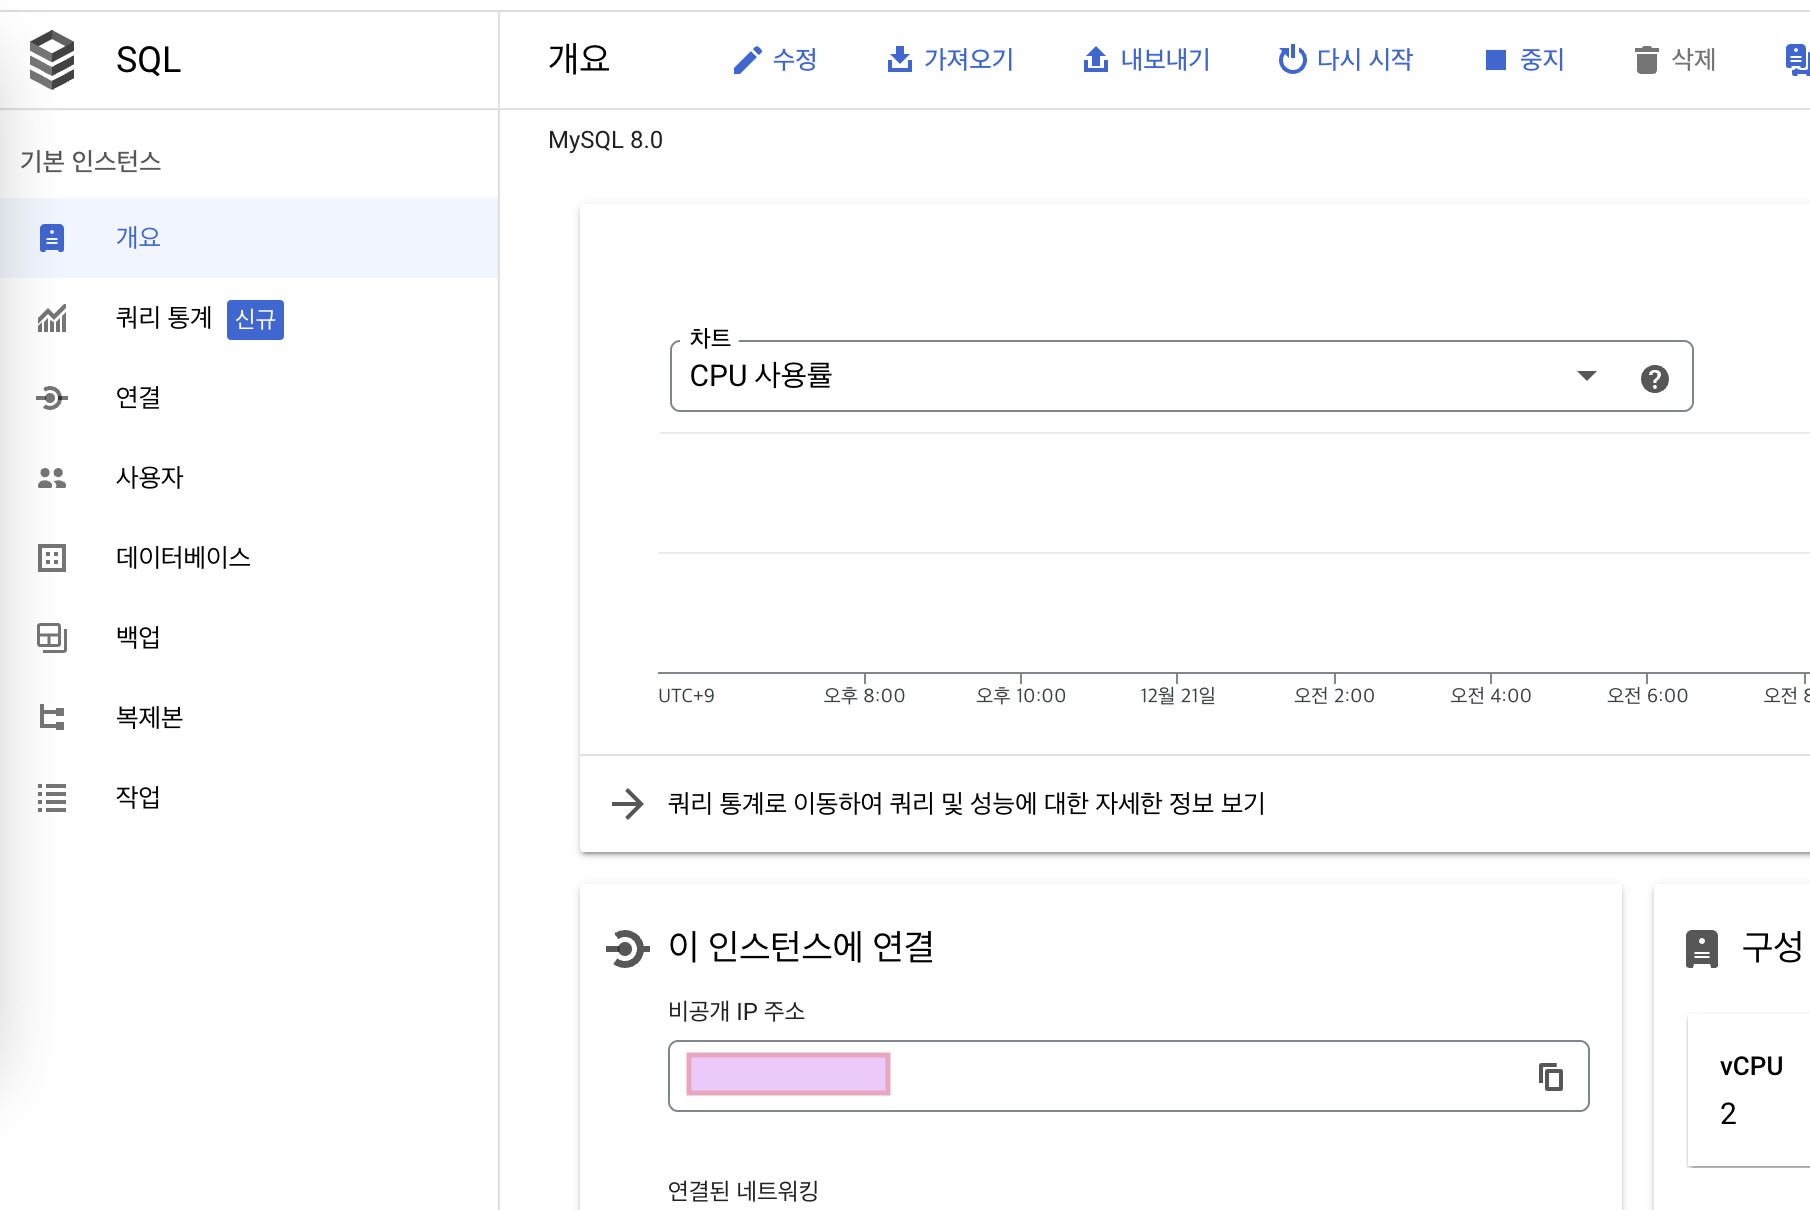 SQL
개요
수정
가져오기
내보내기
다시 시작
중지
삭제
기본 인스턴스
개요
쿼리 통계 신규
연결
사용자
데이터베이스
백업
복제본
작업
MySQL 8.0
차트
CPU 사용률
UTC+9 오후 8:00 오후 10:00 12월 21일 오전 2:00 오전 4:00 오전 6:00 오전 8
쿼리 통계로 이동하여 쿼리 및 성능에 대한 자세한 정보 보기
이 인스턴스에 연결
비공개 IP 주소
연결된 네트워킹
구성
vCPU
2